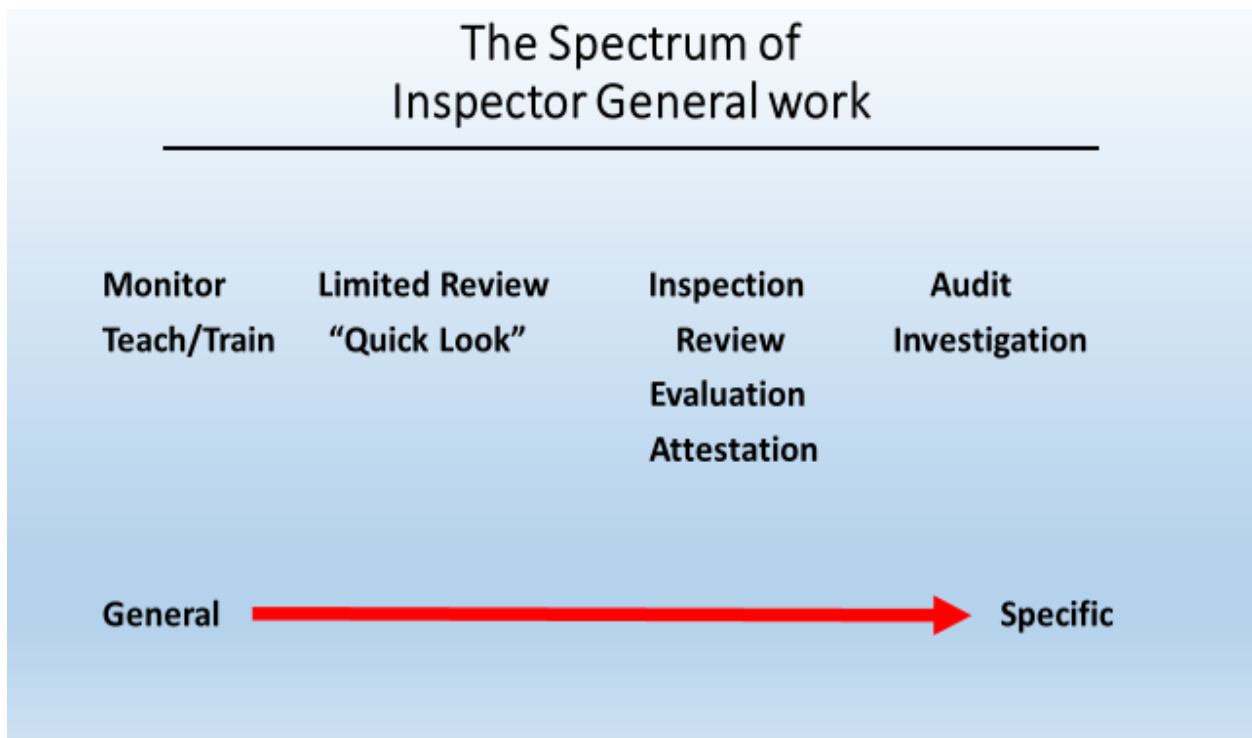 The Spectrum of
Inspector General work
Monitor Limited Review Inspection Audit
Teach/Train “Quick Look” Review Investigation
Evaluation
Attestation
General Specific